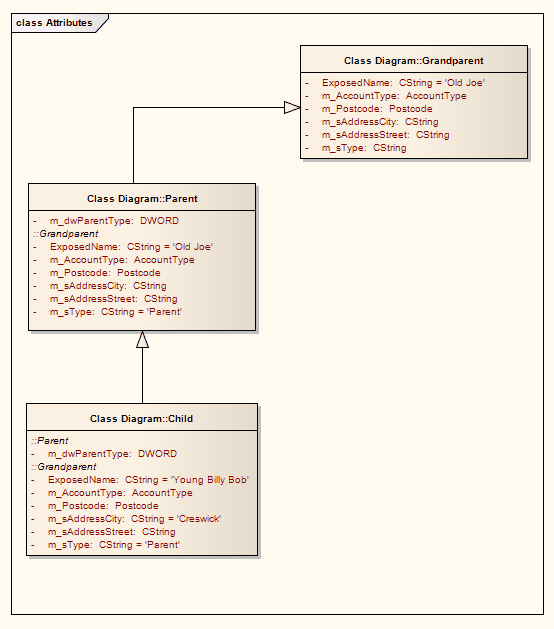 class Attributes
Class Diagram::Grandparent
- ExposedName: CString = 'Old Joe'
- m_AccountType: AccountType
- m_Postcode: Postcode
- m_sAddressCity: CString
- m_sAddressStreet: CString
- m_sType: CString
Class Diagram::Parent
- m_dwParentType: DWORD
::Grandparent
- ExposedName: CString = 'Old Joe'
- m_AccountType: AccountType
- m_Postcode: Postcode
- m_sAddressCity: CString
- m_sAddressStreet: CString
- m_sType: CString = 'Parent'
Class Diagram::Child
::Parent
- m_dwParentType: DWORD
::Grandparent
- ExposedName: CString = 'Young Billy Bob'
- m_AccountType: AccountType
- m_Postcode: Postcode
- m_sAddressCity: CString = 'Creswick'
- m_sAddressStreet: CString
- m_sType: CString = 'Parent'